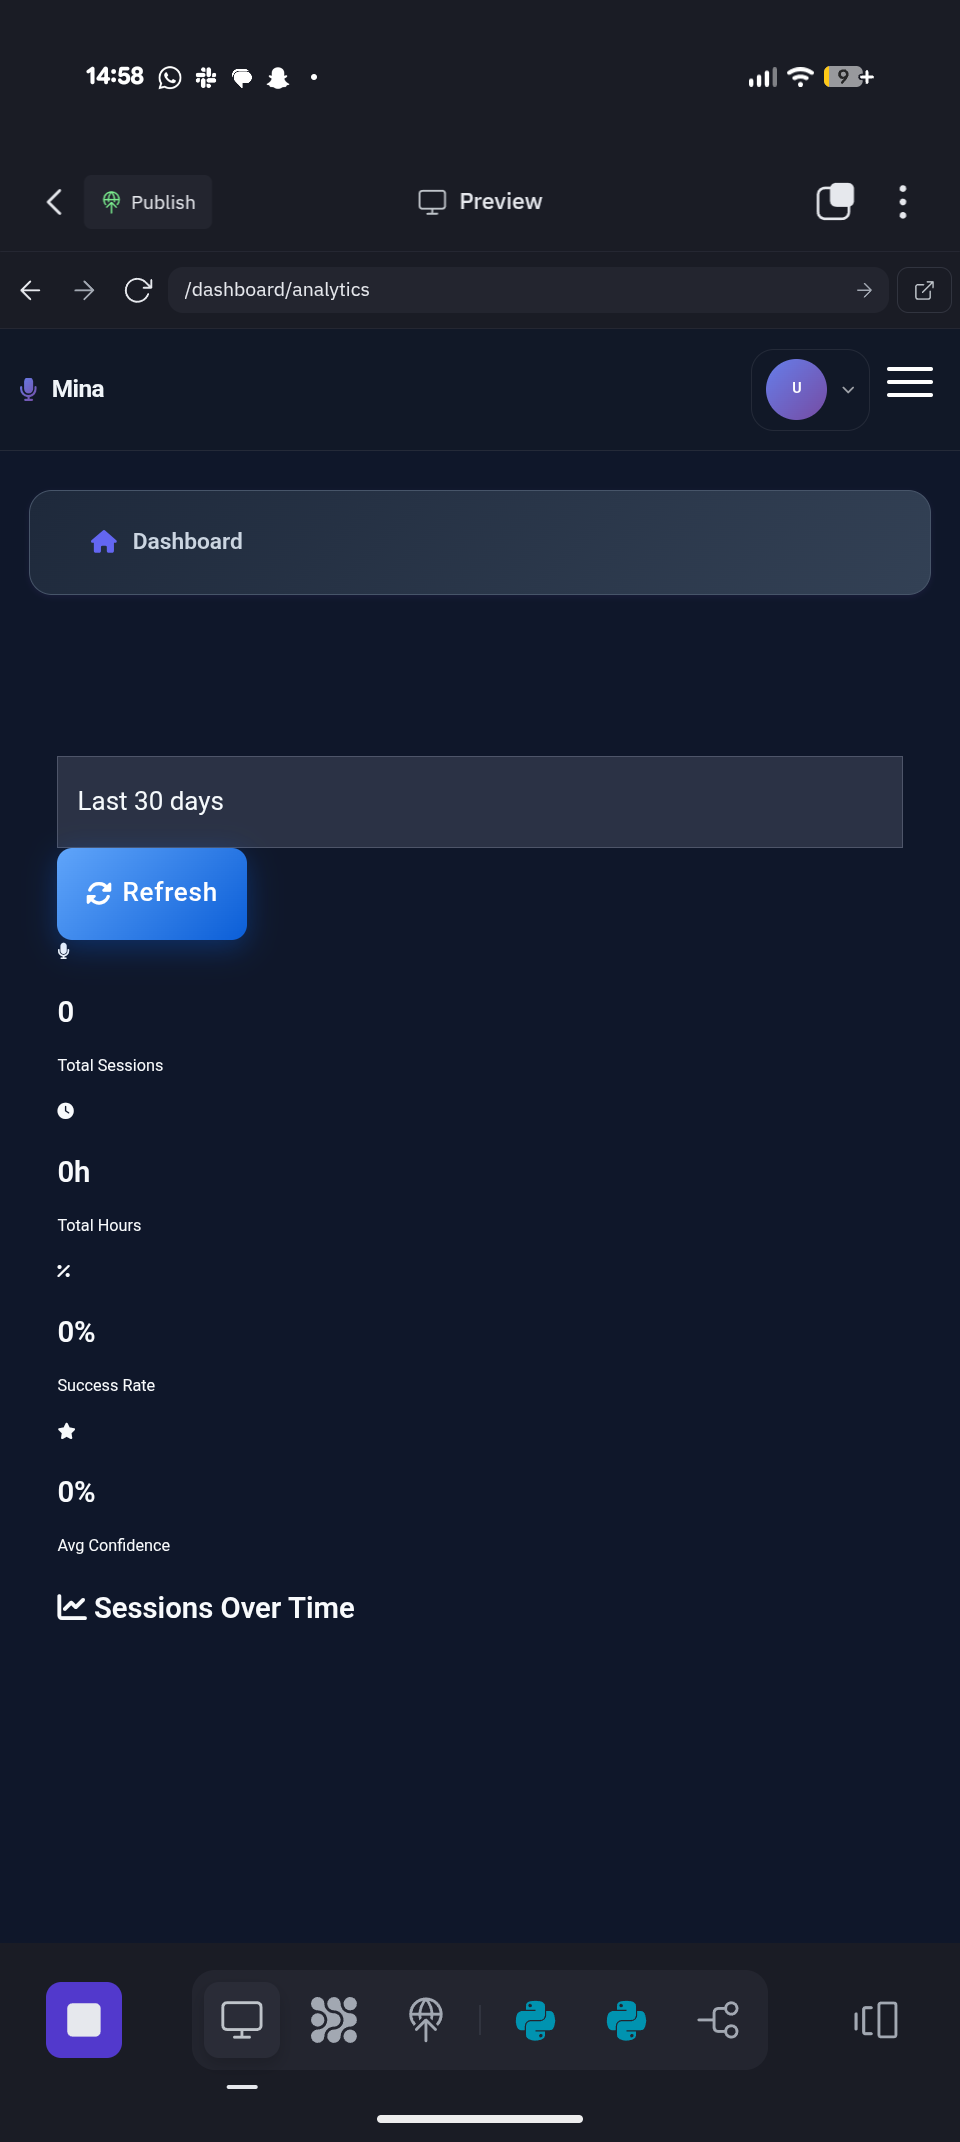 14:58
9+
Publish
Preview
/dashboard/analytics
Mina
U
Dashboard
Last 30 days
Refresh
0
Total Sessions
0h
Total Hours
0%
Success Rate
0%
Avg Confidence
Sessions Over Time